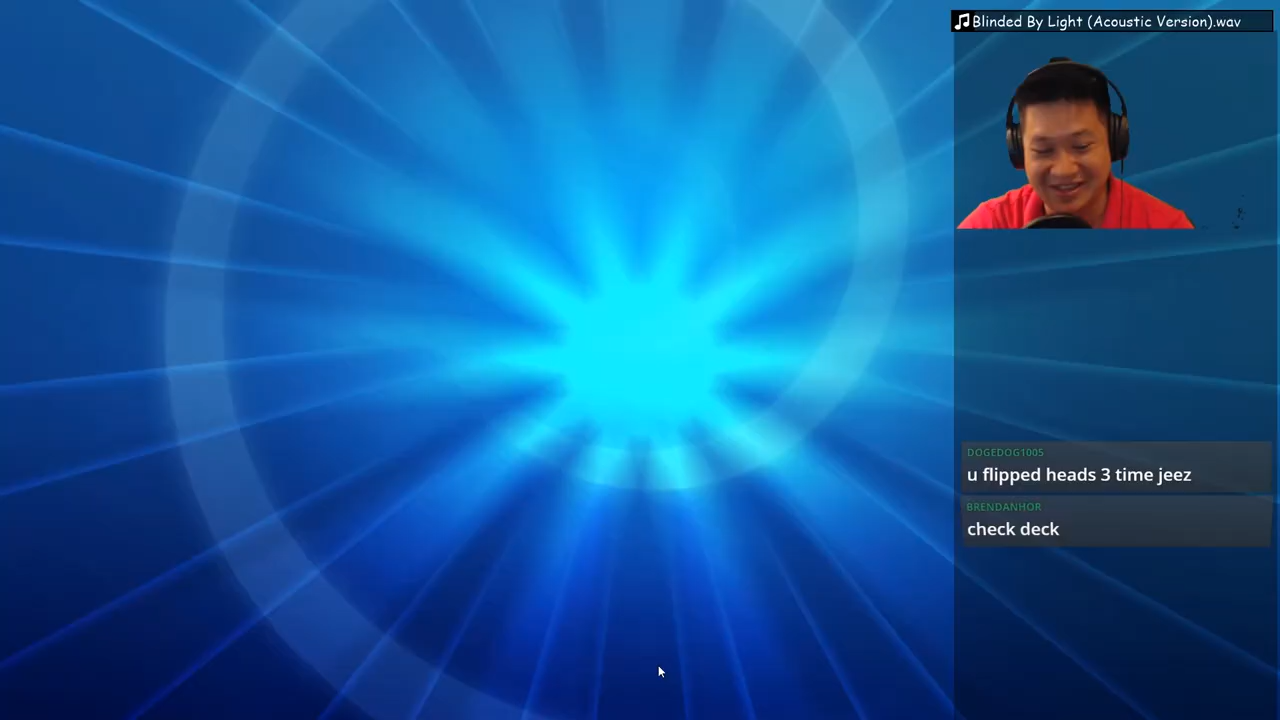 Blinded By Light (Acoustic Version).wav
DOGEDOG1005
u flipped heads 3 time jeez
BRENDANHOR
check deck